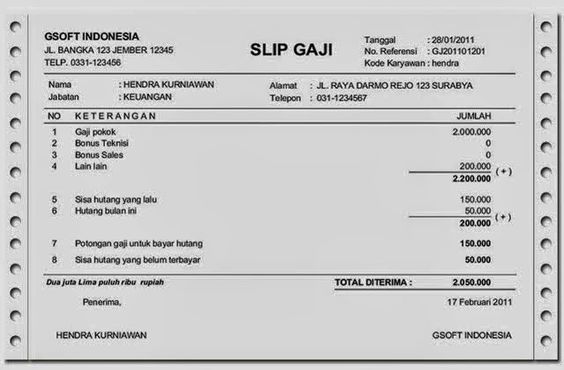 GSOFT INDONESIA
JL. BANGKA 123 JEMBER 12345
TELP. 0331-123456
SLIP GAJI
Tanggal : 28/01/2011
No. Referensi : GJ201101201
Kode Karyawan : hendra
Nama : HENDRA KURNIAWAN
Jabatan : KEUANGAN
Alamat : JL. RAYA DARMO REJO 123 SURABYA
Telepon : 031-1234567
NO KETERANGAN JUMLAH
1 Gaji pokok 2.000.000
2 Bonus Teknisi 0
3 Bonus Sales 0
4 Lain lain 200.000
(+)
2.200.000
5 Sisa hutang yang lalu 150.000
6 Hutang bulan ini 50.000
(+)
200.000
7 Potongan gaji untuk bayar hutang 150.000
8 Sisa hutang yang belum terbayar 50.000
Dua juta Lima puluh ribu rupiah TOTAL DITERIMA : 2.050.000
Penerima, 17 Februari 2011
HENDRA KURNIAWAN GSOFT INDONESIA